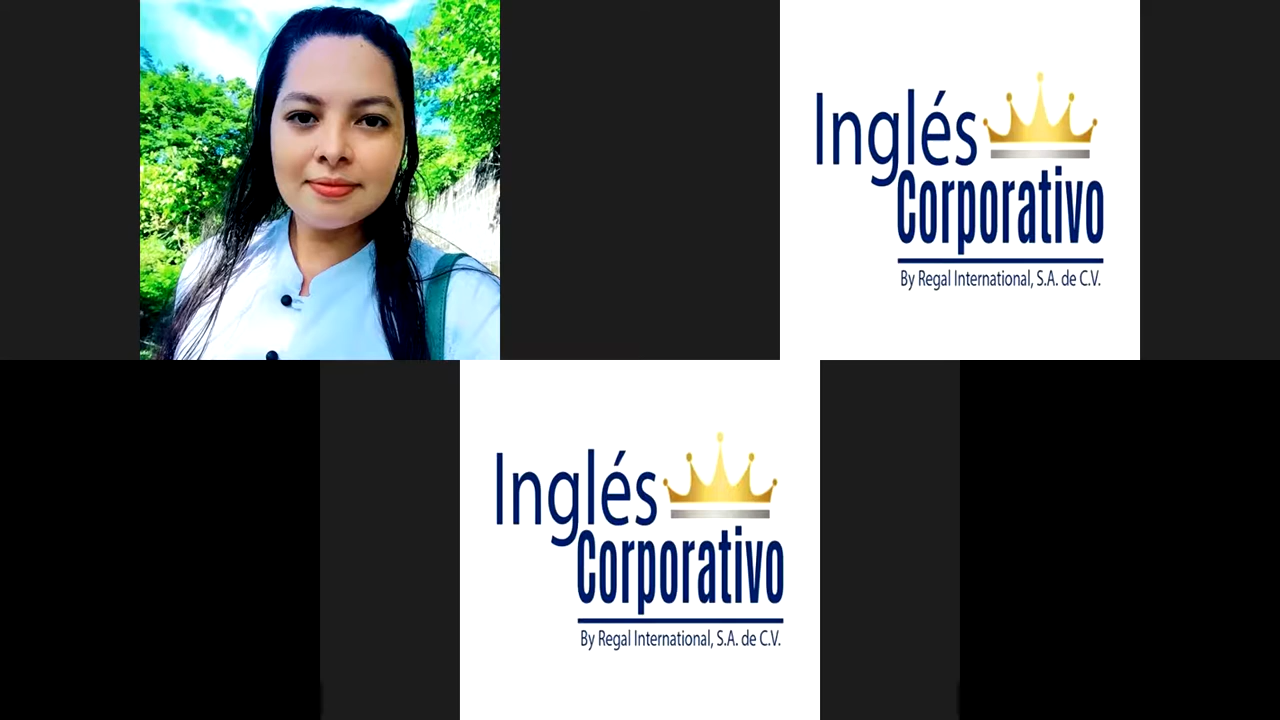 Inglés
Corporativo
By Regal International, S.A. de C.V.
Inglés
Corporativo
By Regal International, S.A. de C.V.